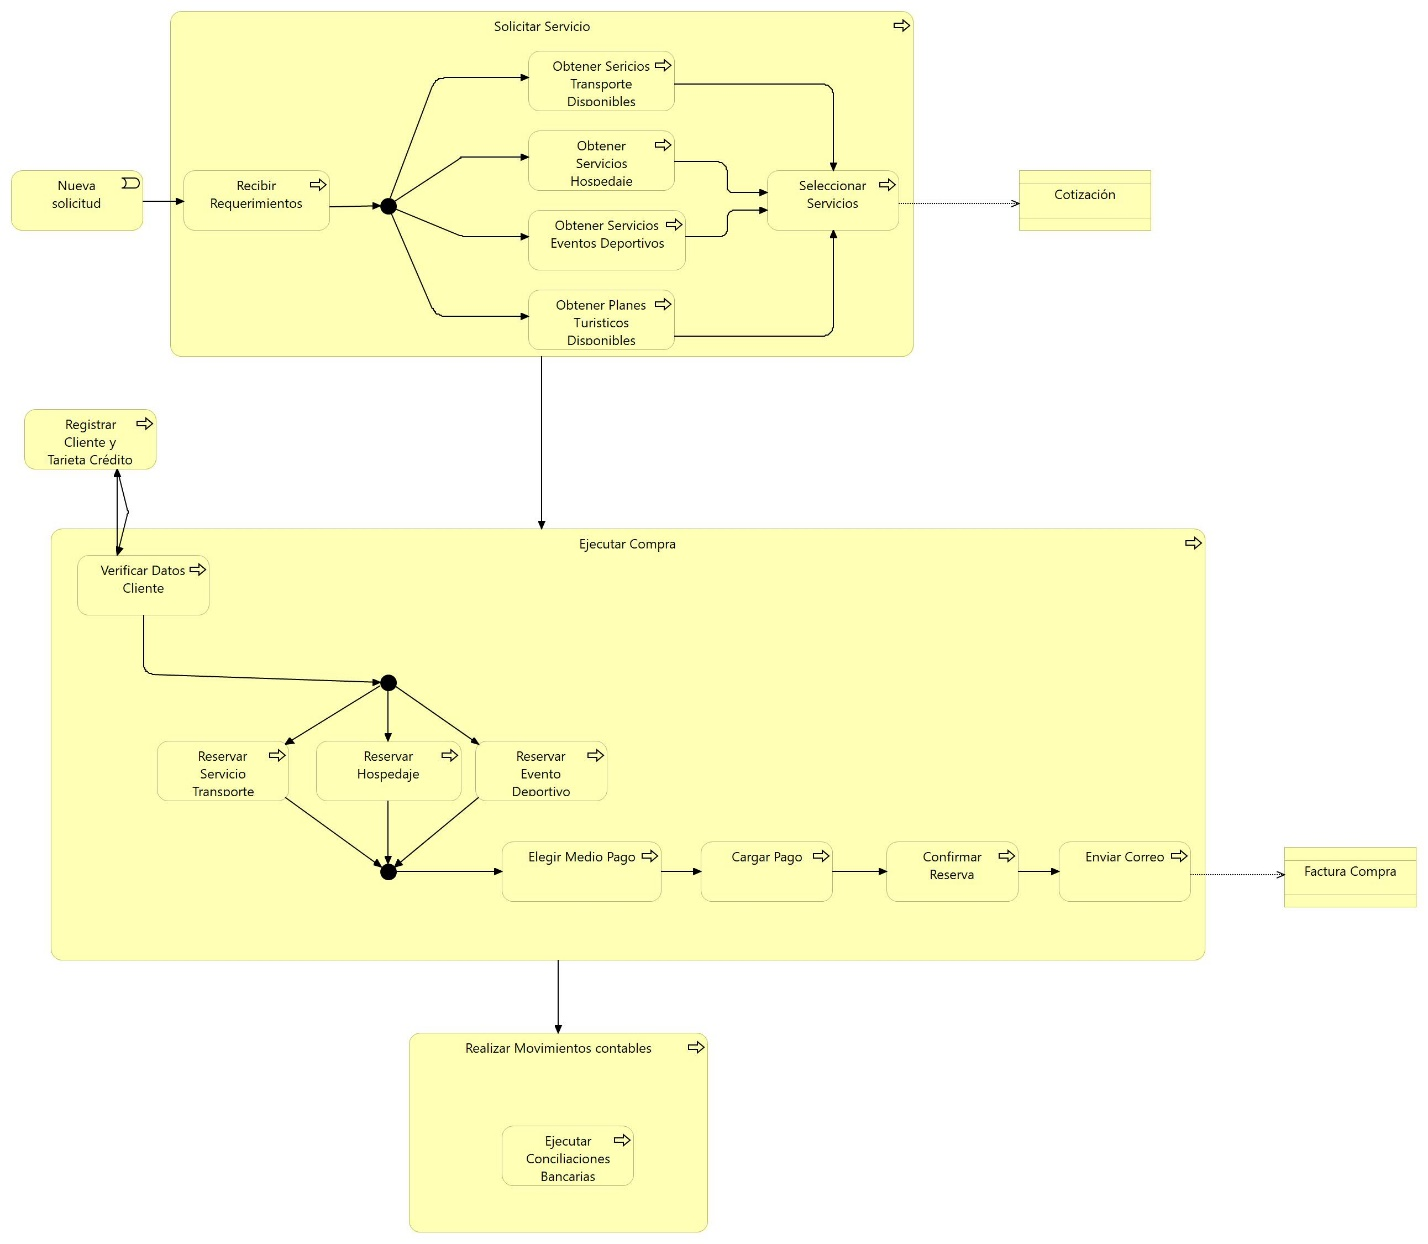 Solicitar Servicio
Obtener Sericios
Transporte
Disponibles
Obtener
Servicios
Hospedaje
Nueva
solicitud
Recibir
Requerimientos
Seleccionar
Servicios
Cotización
Obtener Servicios
Eventos Deportivos
Obtener Planes
Turisticos
Disponibles
Registrar
Cliente y
Tarjeta Crédito
Ejecutar Compra
Verificar Datos
Cliente
Reservar
Servicio
Transporte
Reservar
Hospedaje
Reservar
Evento
Deportivo
Elegir Medio Pago
Cargar Pago
Confirmar
Reserva
Enviar Correo
Factura Compra
Realizar Movimientos contables
Ejecutar
Conciliaciones
Bancarias